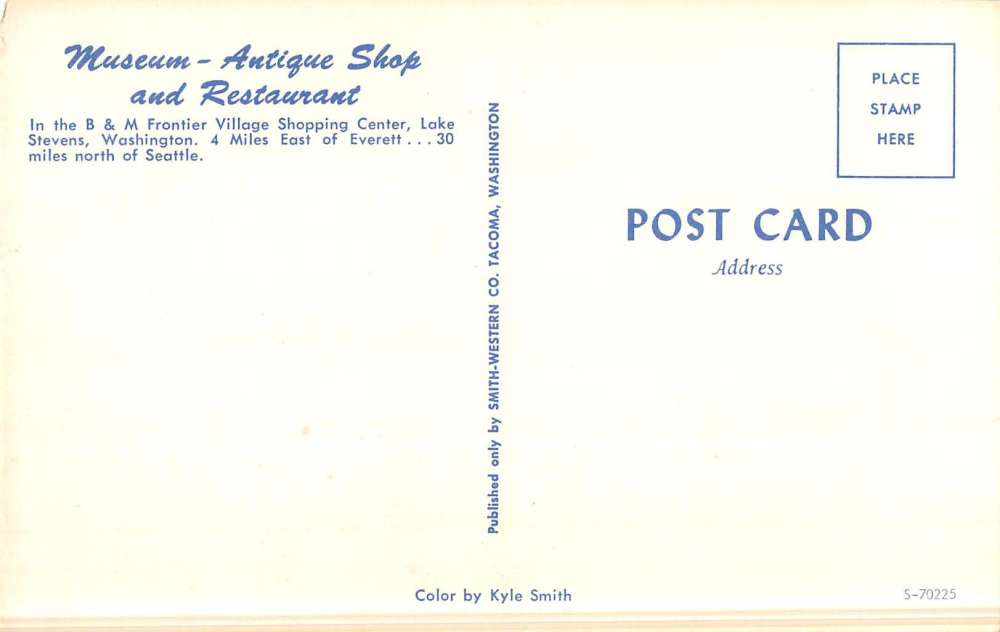 Museum - Antique Shop
and Restaurant
In the B & M Frontier Village Shopping Center, Lake
Stevens, Washington. 4 Miles East of Everett . . . 30
miles north of Seattle.
Published only by SMITH-WESTERN CO. TACOMA, WASHINGTON
PLACE
STAMP
HERE
POST CARD
Address
Color by Kyle Smith
S-70225